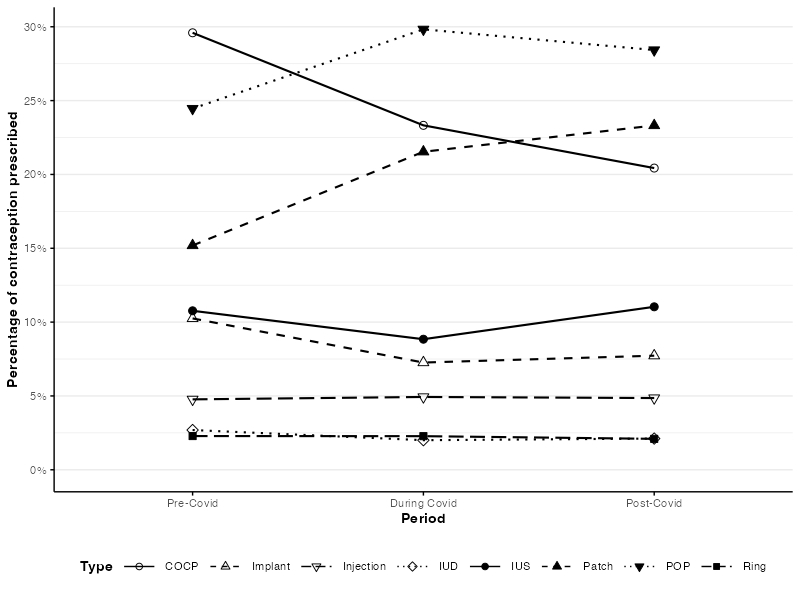 Percentage of contraception prescribed
30%
25%
20%
15%
10%
5%
0%
Pre-Covid During Covid Post-Covid
Period
Type COCP Implant Injection IUD IUS Patch POP Ring